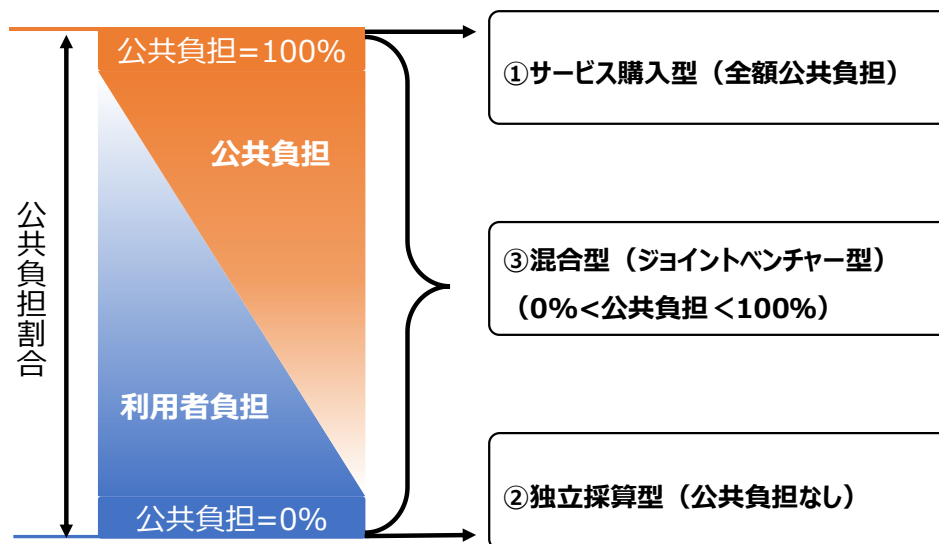 公共負担割合
公共負担=100%
公共負担
利用者負担
公共負担=0%
①サービス購入型（全額公共負担）
③混合型（ジョイントベンチャー型）
（0%<公共負担＜100%）
②独立採算型（公共負担なし）